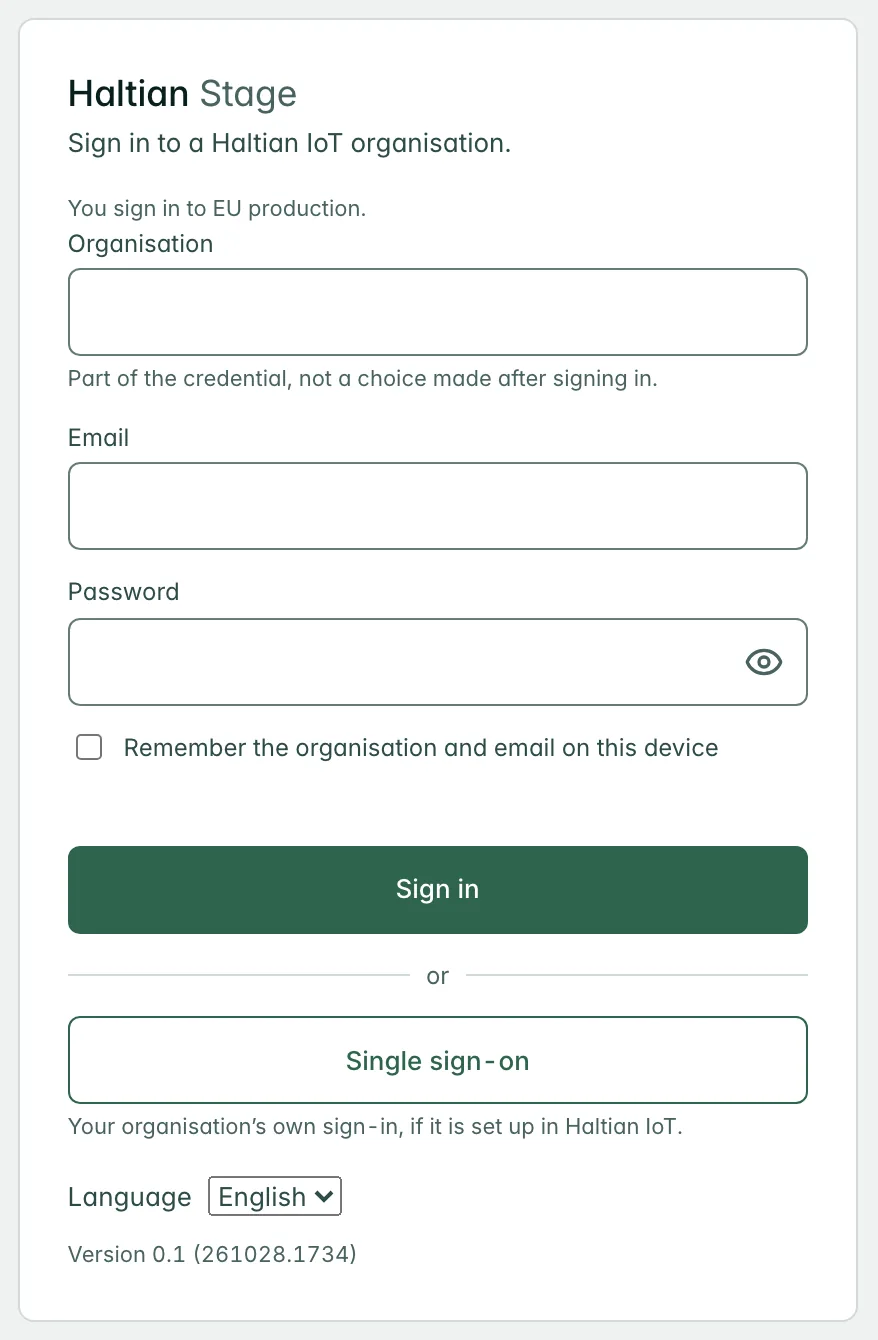 Haltian Stage
Sign in to a Haltian IoT organisation.
You sign in to EU production.
Organisation
Part of the credential, not a choice made after signing in.
Email
Password
Remember the organisation and email on this device
Sign in
or
Single sign-on
Your organisation’s own sign-in, if it is set up in Haltian IoT.
Language English
Version 0.1 (261028.1734)